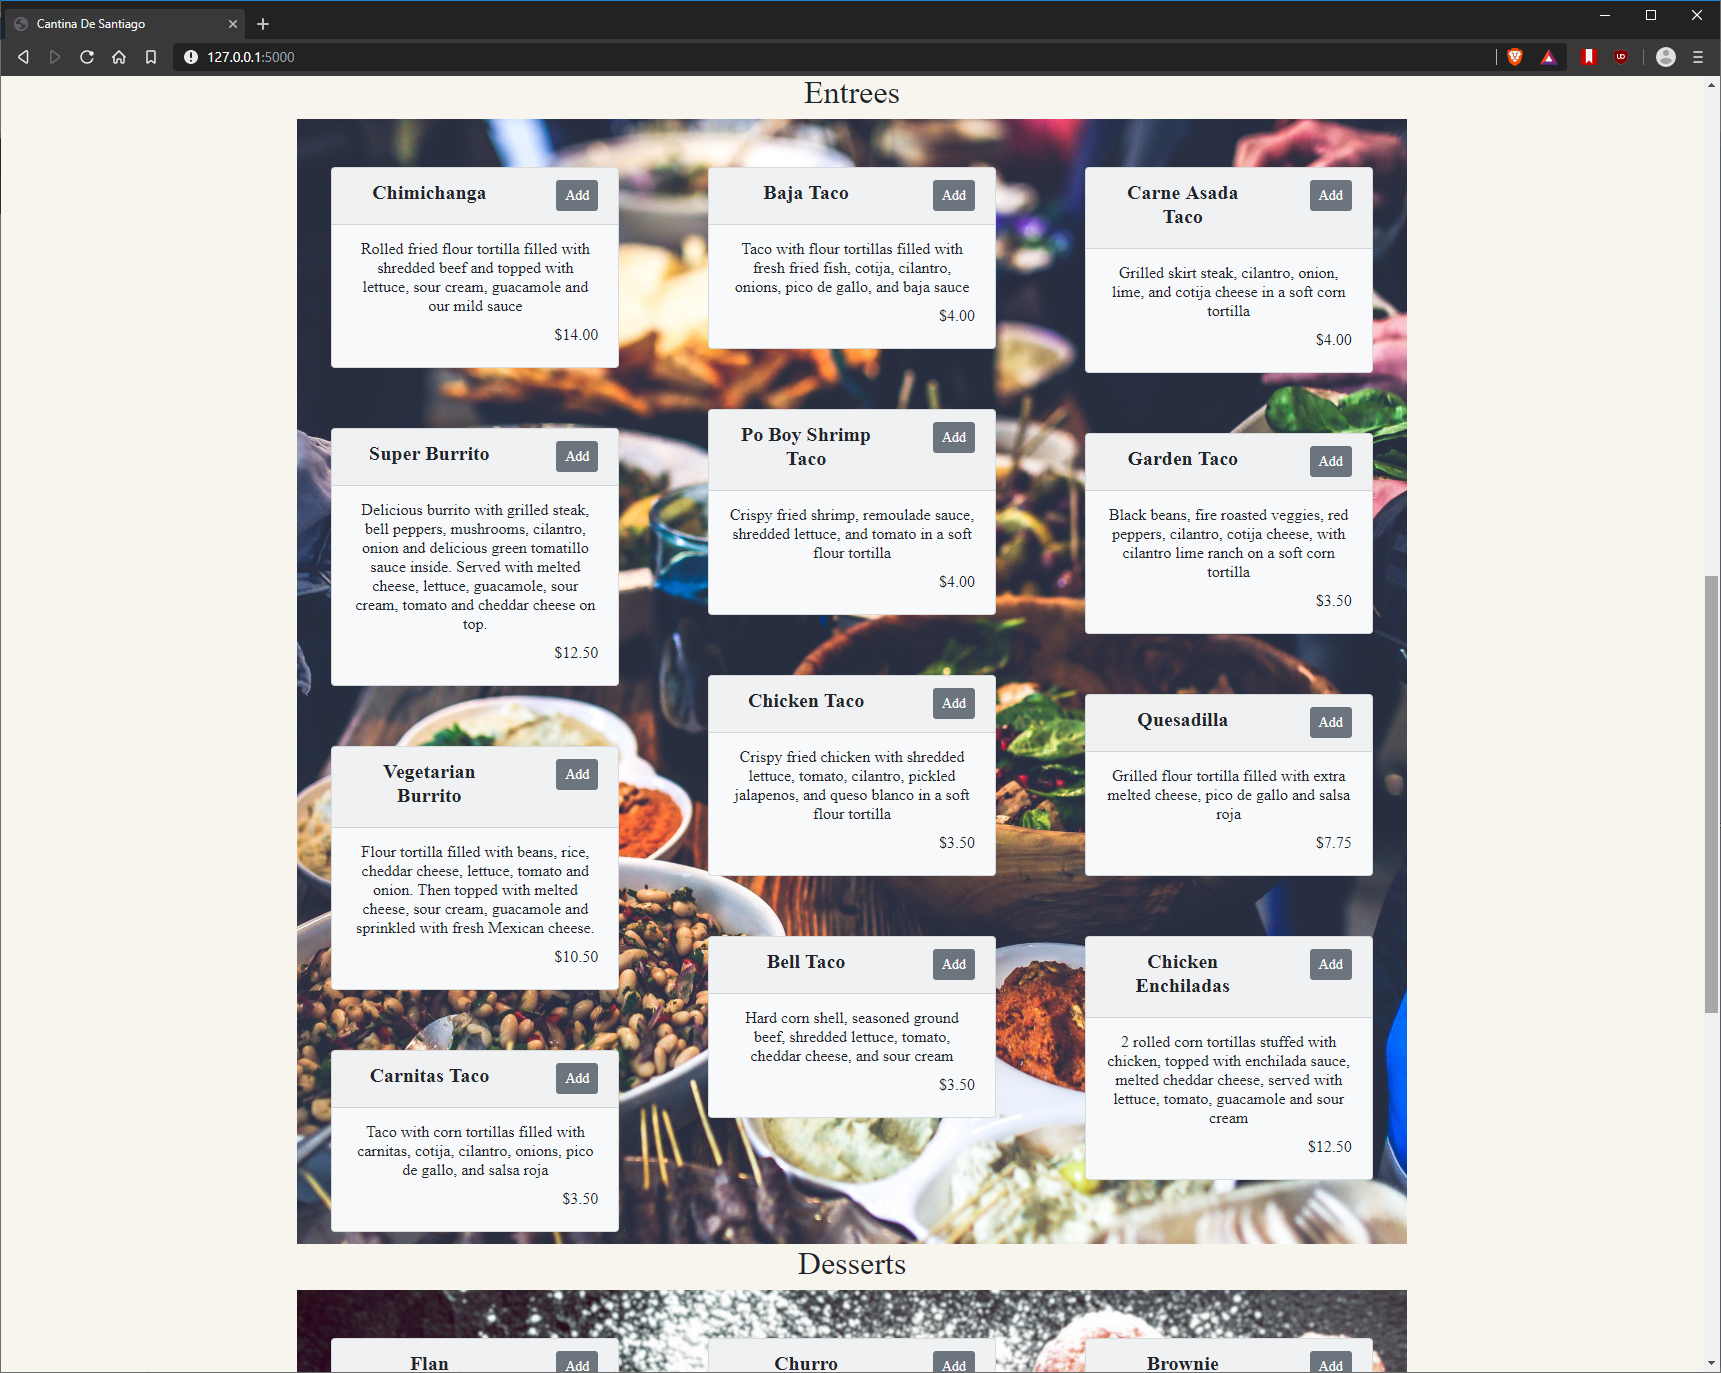 Cantina De Santiago
127.0.0.1:5000
Entrees
Chimichanga
Add
Rolled fried flour tortilla filled with
shredded beef and topped with
lettuce, sour cream, guacamole and
our mild sauce
$14.00
Super Burrito
Add
Delicious burrito with grilled steak,
bell peppers, mushrooms, cilantro,
onion and delicious green tomatillo
sauce inside. Served with melted
cheese, lettuce, guacamole, sour
cream, tomato and cheddar cheese on
top.
$12.50
Vegetarian
Burrito
Add
Flour tortilla filled with beans, rice,
cheddar cheese, lettuce, tomato and
onion. Then topped with melted
cheese, sour cream, guacamole and
sprinkled with fresh Mexican cheese.
$10.50
Carnitas Taco
Add
Taco with corn tortillas filled with
carnitas, cotija, cilantro, onions, pico
de gallo, and salsa roja
$3.50
Baja Taco
Add
Taco with flour tortillas filled with
fresh fried fish, cotija, cilantro,
onions, pico de gallo, and baja sauce
$4.00
Po Boy Shrimp
Taco
Add
Crispy fried shrimp, remoulade sauce,
shredded lettuce, and tomato in a soft
flour tortilla
$4.00
Chicken Taco
Add
Crispy fried chicken with shredded
lettuce, tomato, cilantro, pickled
jalapenos, and queso blanco in a soft
flour tortilla
$3.50
Bell Taco
Add
Hard corn shell, seasoned ground
beef, shredded lettuce, tomato,
cheddar cheese, and sour cream
$3.50
Carne Asada
Taco
Add
Grilled skirt steak, cilantro, onion,
lime, and cotija cheese in a soft corn
tortilla
$4.00
Garden Taco
Add
Black beans, fire roasted veggies, red
peppers, cilantro, cotija cheese, with
cilantro lime ranch on a soft corn
tortilla
$3.50
Quesadilla
Add
Grilled flour tortilla filled with extra
melted cheese, pico de gallo and salsa
roja
$7.75
Chicken
Enchiladas
Add
2 rolled corn tortillas stuffed with
chicken, topped with enchilada sauce,
melted cheddar cheese, served with
lettuce, tomato, guacamole and sour
cream
$12.50
Desserts
Flan
Add
Churro
Add
Brownie
Add